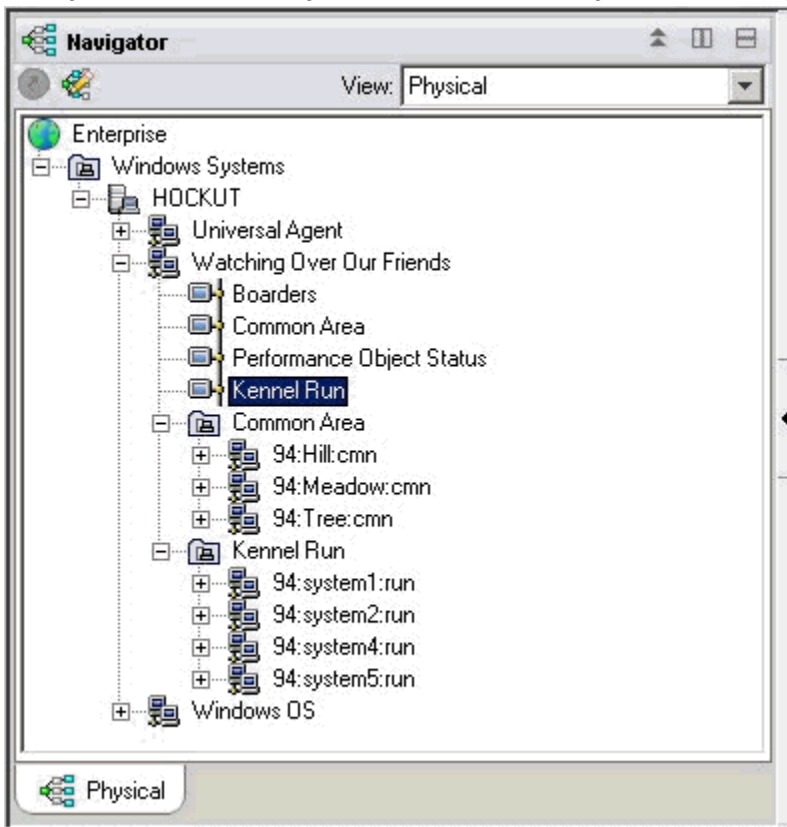 Navigator
View: Physical
Enterprise
Windows Systems
HOCKUT
Universal Agent
Watching Over Our Friends
Boarders
Common Area
Performance Object Status
Kennel Run
Common Area
94:Hill:cmn
94:Meadow:cmn
94:Tree:cmn
Kennel Run
94:system1:run
94:system2:run
94:system4:run
94:system5:run
Windows OS
Physical